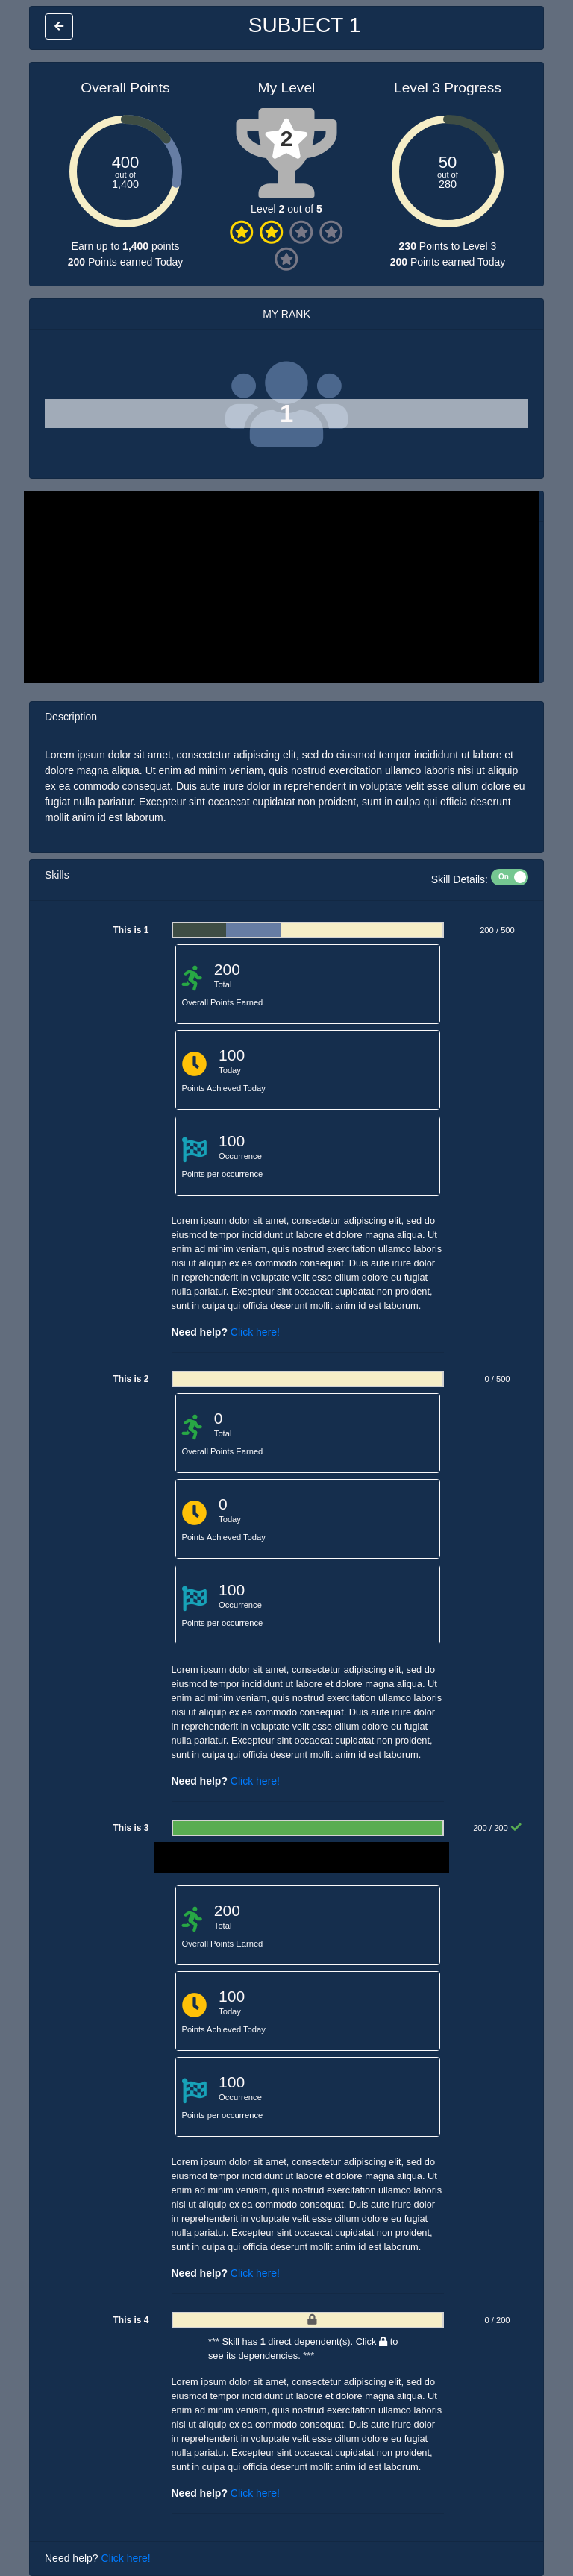 SUBJECT 1
Overall Points
400
out of
1,400
Earn up to 1,400 points
200 Points earned Today
My Level
2
Level 2 out of 5
Level 3 Progress
50
out of
280
230 Points to Level 3
200 Points earned Today
MY RANK
1
Description
Lorem ipsum dolor sit amet, consectetur adipiscing elit, sed do eiusmod tempor incididunt ut labore et
dolore magna aliqua. Ut enim ad minim veniam, quis nostrud exercitation ullamco laboris nisi ut aliquip
ex ea commodo consequat. Duis aute irure dolor in reprehenderit in voluptate velit esse cillum dolore eu
fugiat nulla pariatur. Excepteur sint occaecat cupidatat non proident, sunt in culpa qui officia deserunt
mollit anim id est laborum.
Skills
Skill Details: On
This is 1
200 / 500
200
Total
Overall Points Earned
100
Today
Points Achieved Today
100
Occurrence
Points per occurrence
Lorem ipsum dolor sit amet, consectetur adipiscing elit, sed do
eiusmod tempor incididunt ut labore et dolore magna aliqua. Ut
enim ad minim veniam, quis nostrud exercitation ullamco laboris
nisi ut aliquip ex ea commodo consequat. Duis aute irure dolor
in reprehenderit in voluptate velit esse cillum dolore eu fugiat
nulla pariatur. Excepteur sint occaecat cupidatat non proident,
sunt in culpa qui officia deserunt mollit anim id est laborum.
Need help? Click here!
This is 2
0 / 500
0
Total
Overall Points Earned
0
Today
Points Achieved Today
100
Occurrence
Points per occurrence
Lorem ipsum dolor sit amet, consectetur adipiscing elit, sed do
eiusmod tempor incididunt ut labore et dolore magna aliqua. Ut
enim ad minim veniam, quis nostrud exercitation ullamco laboris
nisi ut aliquip ex ea commodo consequat. Duis aute irure dolor
in reprehenderit in voluptate velit esse cillum dolore eu fugiat
nulla pariatur. Excepteur sint occaecat cupidatat non proident,
sunt in culpa qui officia deserunt mollit anim id est laborum.
Need help? Click here!
This is 3
200 / 200
200
Total
Overall Points Earned
100
Today
Points Achieved Today
100
Occurrence
Points per occurrence
Lorem ipsum dolor sit amet, consectetur adipiscing elit, sed do
eiusmod tempor incididunt ut labore et dolore magna aliqua. Ut
enim ad minim veniam, quis nostrud exercitation ullamco laboris
nisi ut aliquip ex ea commodo consequat. Duis aute irure dolor
in reprehenderit in voluptate velit esse cillum dolore eu fugiat
nulla pariatur. Excepteur sint occaecat cupidatat non proident,
sunt in culpa qui officia deserunt mollit anim id est laborum.
Need help? Click here!
This is 4
0 / 200
*** Skill has 1 direct dependent(s). Click to
see its dependencies. ***
Lorem ipsum dolor sit amet, consectetur adipiscing elit, sed do
eiusmod tempor incididunt ut labore et dolore magna aliqua. Ut
enim ad minim veniam, quis nostrud exercitation ullamco laboris
nisi ut aliquip ex ea commodo consequat. Duis aute irure dolor
in reprehenderit in voluptate velit esse cillum dolore eu fugiat
nulla pariatur. Excepteur sint occaecat cupidatat non proident,
sunt in culpa qui officia deserunt mollit anim id est laborum.
Need help? Click here!
Need help? Click here!